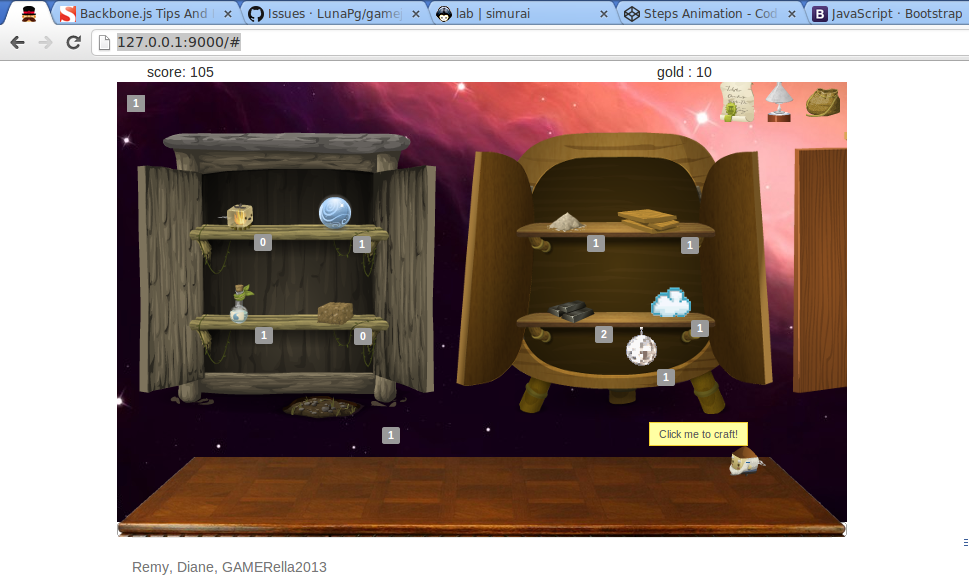 Backbone.js Tips And
Issues · LunaPg/game
lab | simurai
Steps Animation - Cod
JavaScript · Bootstrap
127.0.0.1:9000/#
score: 105
gold : 10
1
0
1
1
1
1
0
2
1
1
1
Click me to craft!
Remy, Diane, GAMERella2013